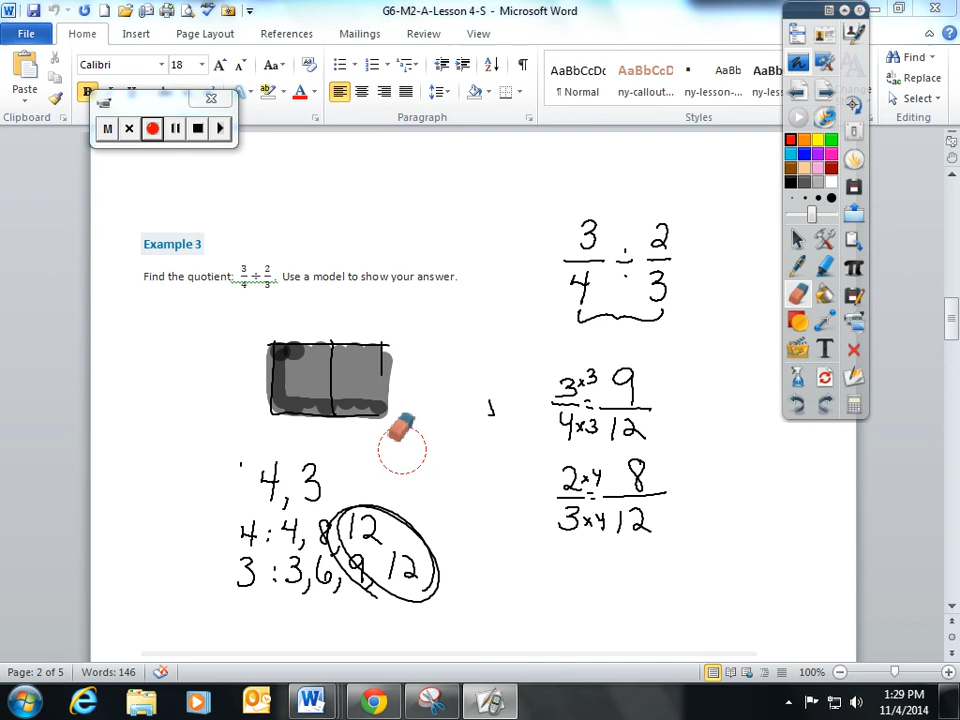 G6-M2-A-Lesson 4-S - Microsoft Word
File Home Insert Page Layout References Mailings Review View
Calibri 18 A A Aa
Paste
B
A
AaBbCcDc AaBbCcD AaBb AaBb
¶ Normal ny-callout... ny-lesson-... ny-lesson-...
Find
Replace
Select
Clipboard Paragraph Styles Editing
M
Example 3
Find the quotient: 3/4 ÷ 2/3. Use a model to show your answer.
3/4 ÷ 2/3
3×3/4×3 = 9/12
2×4/3×4 = 8/12
4, 3
4 : 4, 8, 12
3 : 3, 6, 9, 12
T
Page: 2 of 5 Words: 146 100%
1:29 PM
11/4/2014